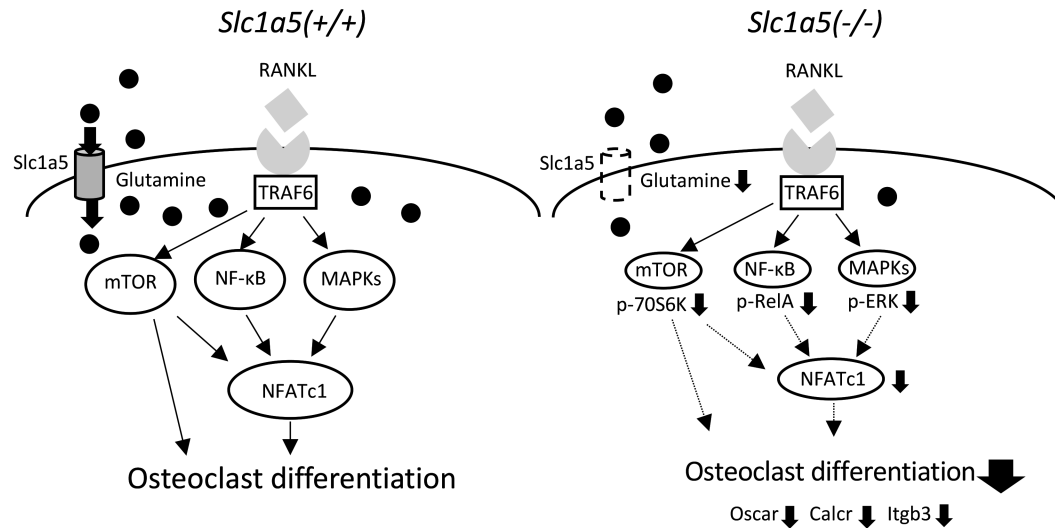 Slc1a5(+/+)
RANKL
Slc1a5
Glutamine
TRAF6
mTOR
NF-κB
MAPKs
NFATc1
Osteoclast differentiation
Slc1a5(-/-)
RANKL
Slc1a5
Glutamine
TRAF6
mTOR
NF-κB
MAPKs
p-70S6K
p-RelA
p-ERK
NFATc1
Osteoclast differentiation
Oscar Calcr Itgb3